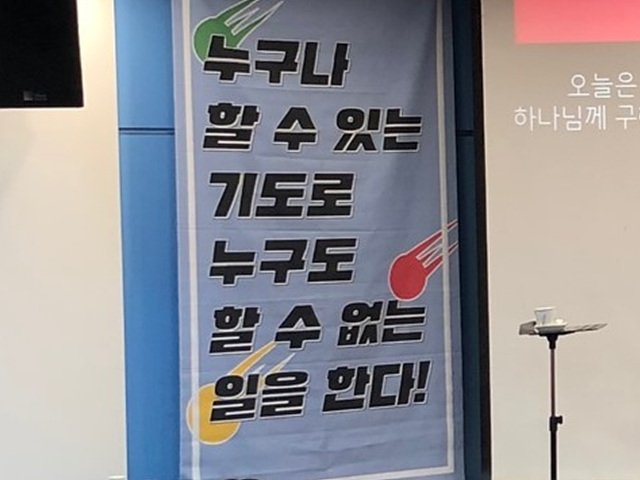 누구나
할 수 있는
기도로
누구도
할 수 없는
일을 한다!
오늘은
하나님께